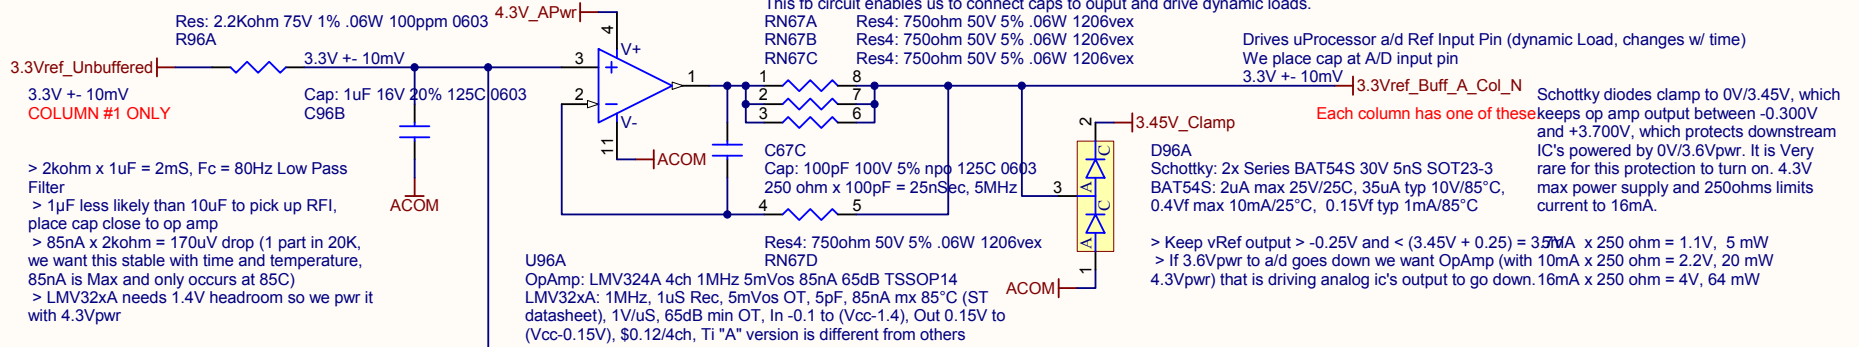 This fb circuit enables us to connect caps to ouput and drive dynamic loads.
4.3V_APwr
Res: 2.2Kohm 75V 1% .06W 100ppm 0603
R96A
RN67A Res4: 750ohm 50V 5% .06W 1206vex
RN67B Res4: 750ohm 50V 5% .06W 1206vex
RN67C Res4: 750ohm 50V 5% .06W 1206vex
Drives uProcessor a/d Ref Input Pin (dynamic Load, changes w/ time)
We place cap at A/D input pin
3.3V +- 10mV
3.3Vref_Buff_A_Col_N
Each column has one of these
3.3Vref_Unbuffered
3.3V +- 10mV
3.3V +- 10mV
COLUMN #1 ONLY
Cap: 1uF 16V 20% 125C 0603
C96B
ACOM
4
V+
3
+
2
-
V-
11
1
ACOM
1 8
2 7
3 6
C67C
Cap: 100pF 100V 5% npo 125C 0603
250 ohm x 100pF = 25nSec, 5MHz
4 5
Res4: 750ohm 50V 5% .06W 1206vex
RN67D
> 2kohm x 1uF = 2mS, Fc = 80Hz Low Pass
Filter
> 1µF less likely than 10uF to pick up RFI,
place cap close to op amp
> 85nA x 2kohm = 170uV drop (1 part in 20K,
we want this stable with time and temperature,
85nA is Max and only occurs at 85C)
> LMV32xA needs 1.4V headroom so we pwr it
with 4.3Vpwr
U96A
OpAmp: LMV324A 4ch 1MHz 5mVos 85nA 65dB TSSOP14
LMV32xA: 1MHz, 1uS Rec, 5mVos OT, 5pF, 85nA mx 85°C (ST
datasheet), 1V/uS, 65dB min OT, In -0.1 to (Vcc-1.4), Out 0.15V to
(Vcc-0.15V), $0.12/4ch, Ti "A" version is different from others
2
3.45V_Clamp
C
A
3
C
A
1
ACOM
D96A
Schottky: 2x Series BAT54S 30V 5nS SOT23-3
BAT54S: 2uA max 25V/25C, 35uA typ 10V/85°C,
0.4Vf max 10mA/25°C, 0.15Vf typ 1mA/85°C
> Keep vRef output > -0.25V and < (3.45V + 0.25) = 3.7V
> If 3.6Vpwr to a/d goes down we want OpAmp (with
4.3Vpwr) that is driving analog ic's output to go down.
Schottky diodes clamp to 0V/3.45V, which
keeps op amp output between -0.300V
and +3.700V, which protects downstream
IC's powered by 0V/3.6Vpwr. It is Very
rare for this protection to turn on. 4.3V
max power supply and 250ohms limits
current to 16mA.
5mA x 250 ohm = 1.1V, 5 mW
10mA x 250 ohm = 2.2V, 20 mW
16mA x 250 ohm = 4V, 64 mW